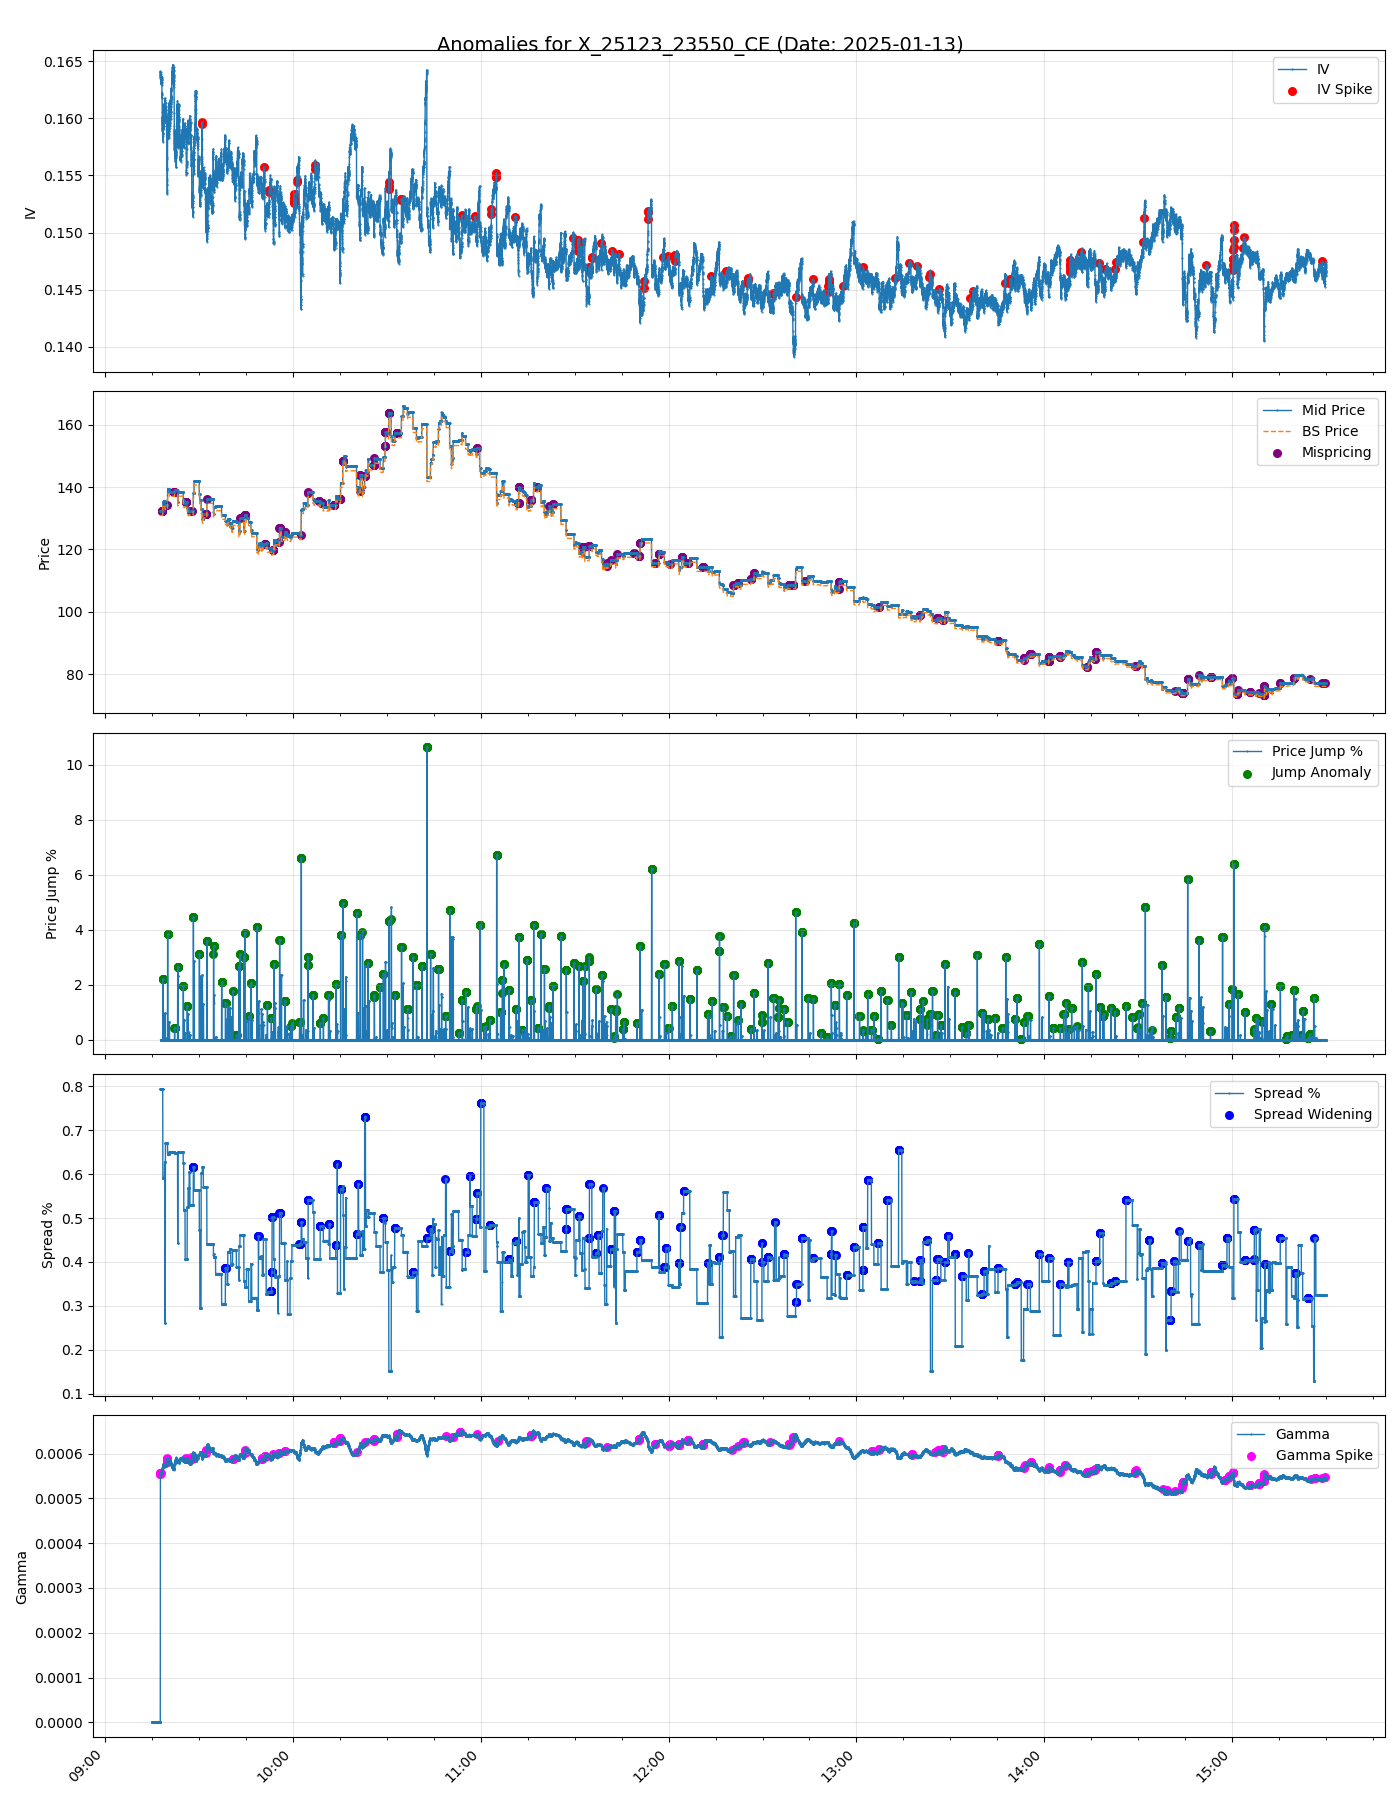 Anomalies for X_25123_23550_CE (Date: 2025-01-13)
IV
0.165
0.160
0.155
0.150
0.145
0.140
IV
IV Spike
Price
160
140
120
100
80
Mid Price
BS Price
Mispricing
Price Jump %
10
8
6
4
2
0
Price Jump %
Jump Anomaly
Spread %
0.8
0.7
0.6
0.5
0.4
0.3
0.2
0.1
Spread %
Spread Widening
Gamma
0.0006
0.0005
0.0004
0.0003
0.0002
0.0001
0.0000
Gamma
Gamma Spike
09:00
10:00
11:00
12:00
13:00
14:00
15:00